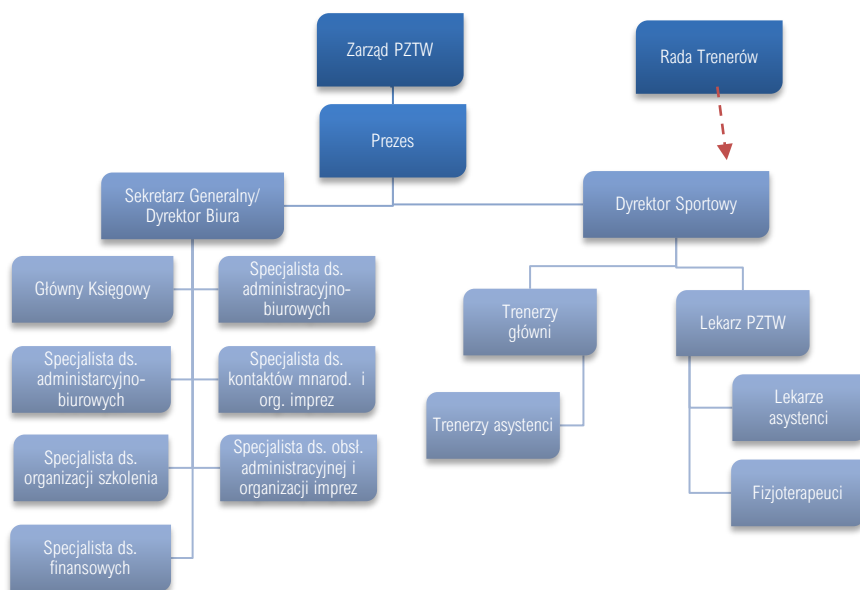 Zarząd PZTW
Rada Trenerów
Prezes
Sekretarz Generalny/
Dyrektor Biura
Dyrektor Sportowy
Główny Księgowy
Specjalista ds.
administracyjno-
biurowych
Trenerzy
główni
Lekarz PZTW
Specjalista ds.
administarcyjno-
biurowych
Specjalista ds.
kontaktów mnarod. i
org. imprez
Trenerzy asystenci
Lekarze
asystenci
Specjalista ds.
organizacji szkolenia
Specjalista ds. obsł.
administracyjnej i
organizacji imprez
Fizjoterapeuci
Specjalista ds.
finansowych